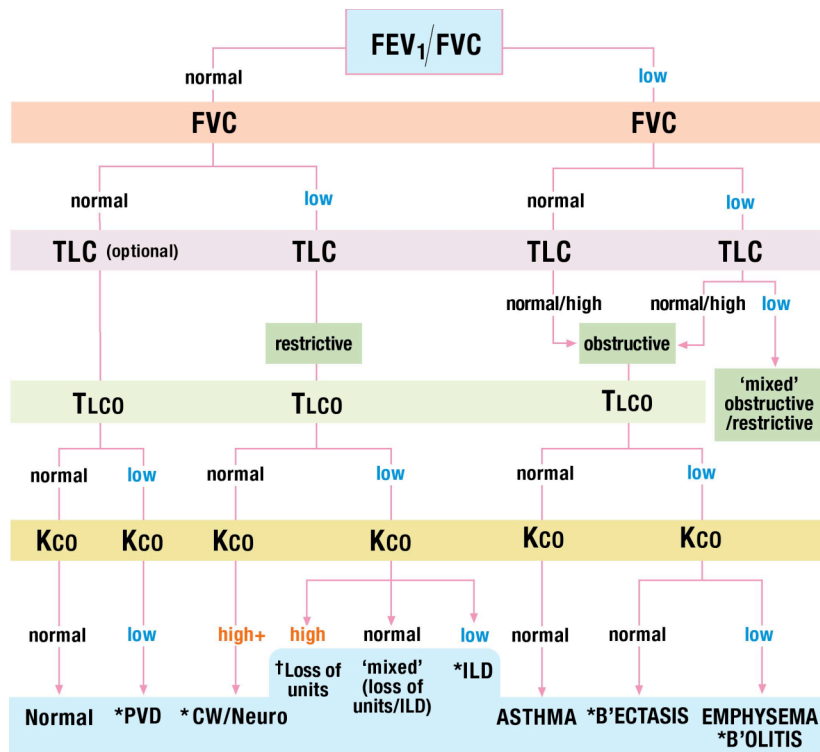 FEV1/FVC
normal low
FVC FVC
normal low normal low
TLC (optional) TLC TLC TLC
normal/high normal/high low
restrictive obstructive
'mixed'
obstructive
/restrictive
TLCO TLCO TLCO
normal low normal low normal low
KCO KCO KCO KCO KCO KCO
normal low high+ high normal low normal normal low
†Loss of
units
'mixed'
(loss of
units/ILD)
*ILD
Normal *PVD *CW/Neuro ASTHMA *B'ECTASIS EMPHYSEMA
*B'OLITIS